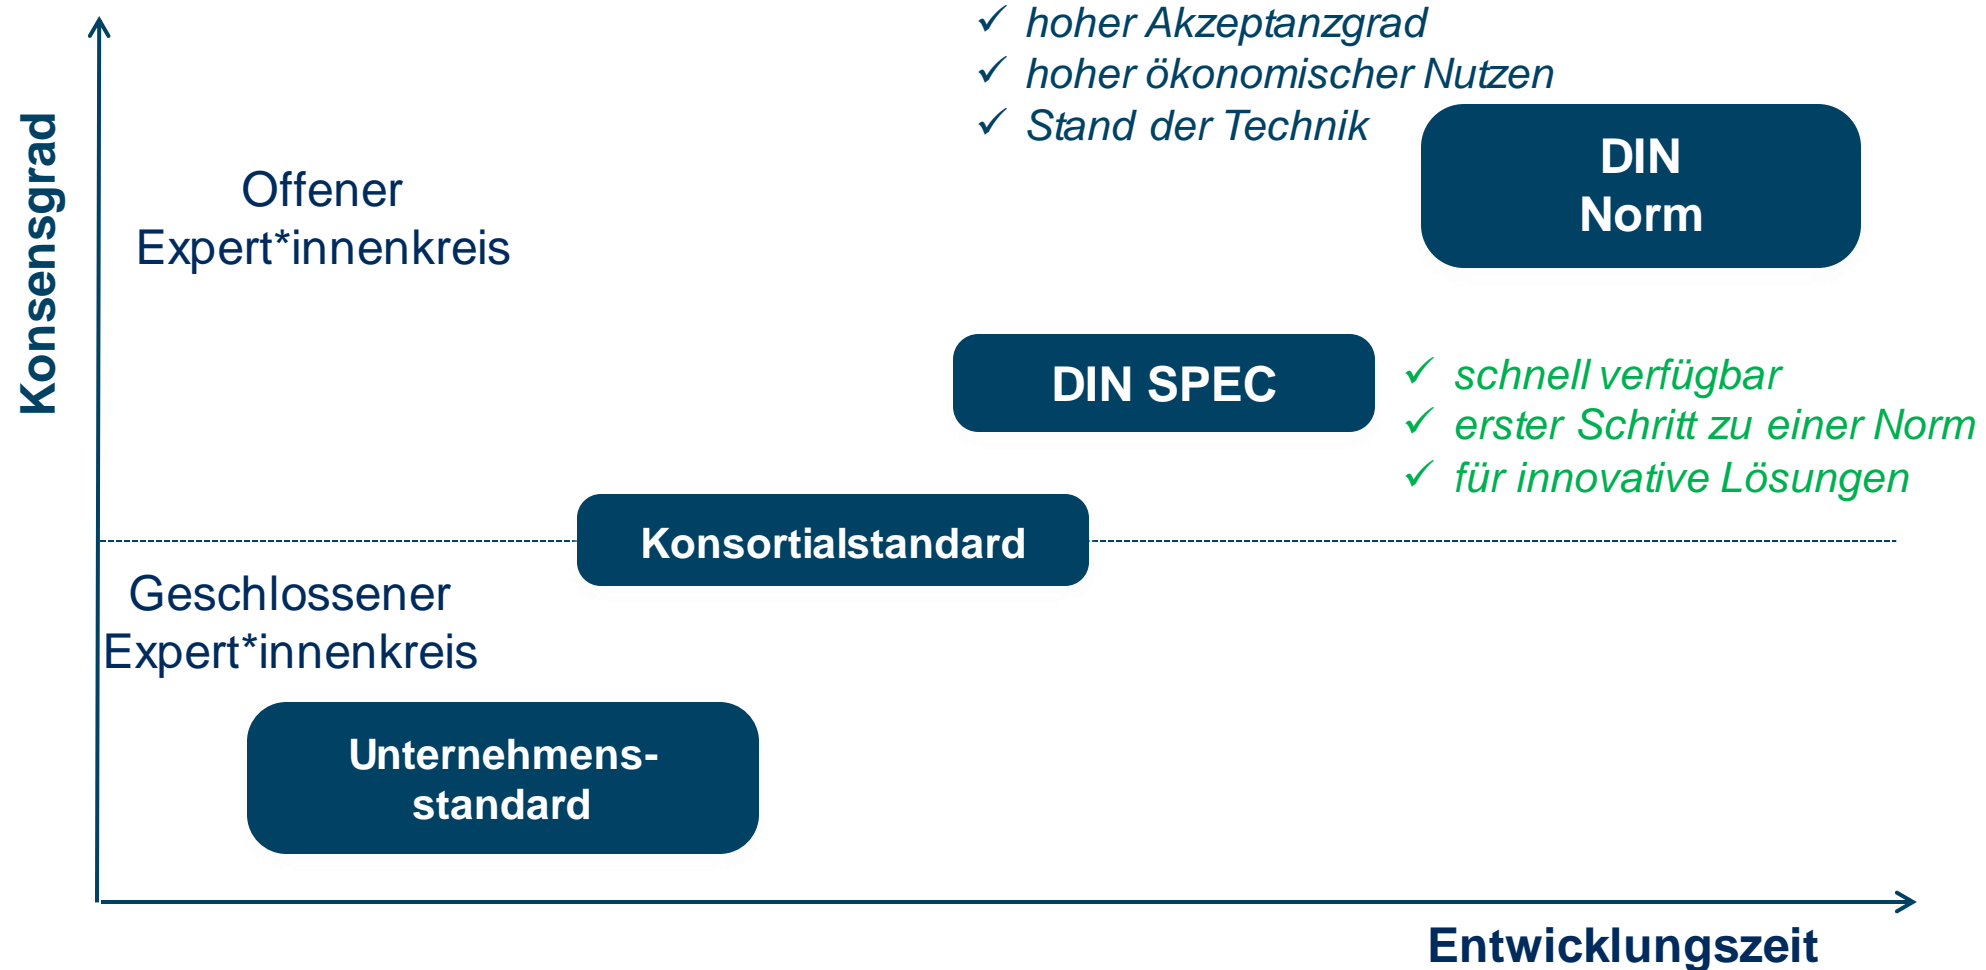 ✓ hoher Akzeptanzgrad
✓ hoher ökonomischer Nutzen
✓ Stand der Technik
DIN
Norm
Konsensgrad
Offener
Expert*innenkreis
DIN SPEC
✓ schnell verfügbar
✓ erster Schritt zu einer Norm
✓ für innovative Lösungen
Konsortialstandard
Geschlossener
Expert*innenkreis
Unternehmens-
standard
Entwicklungszeit